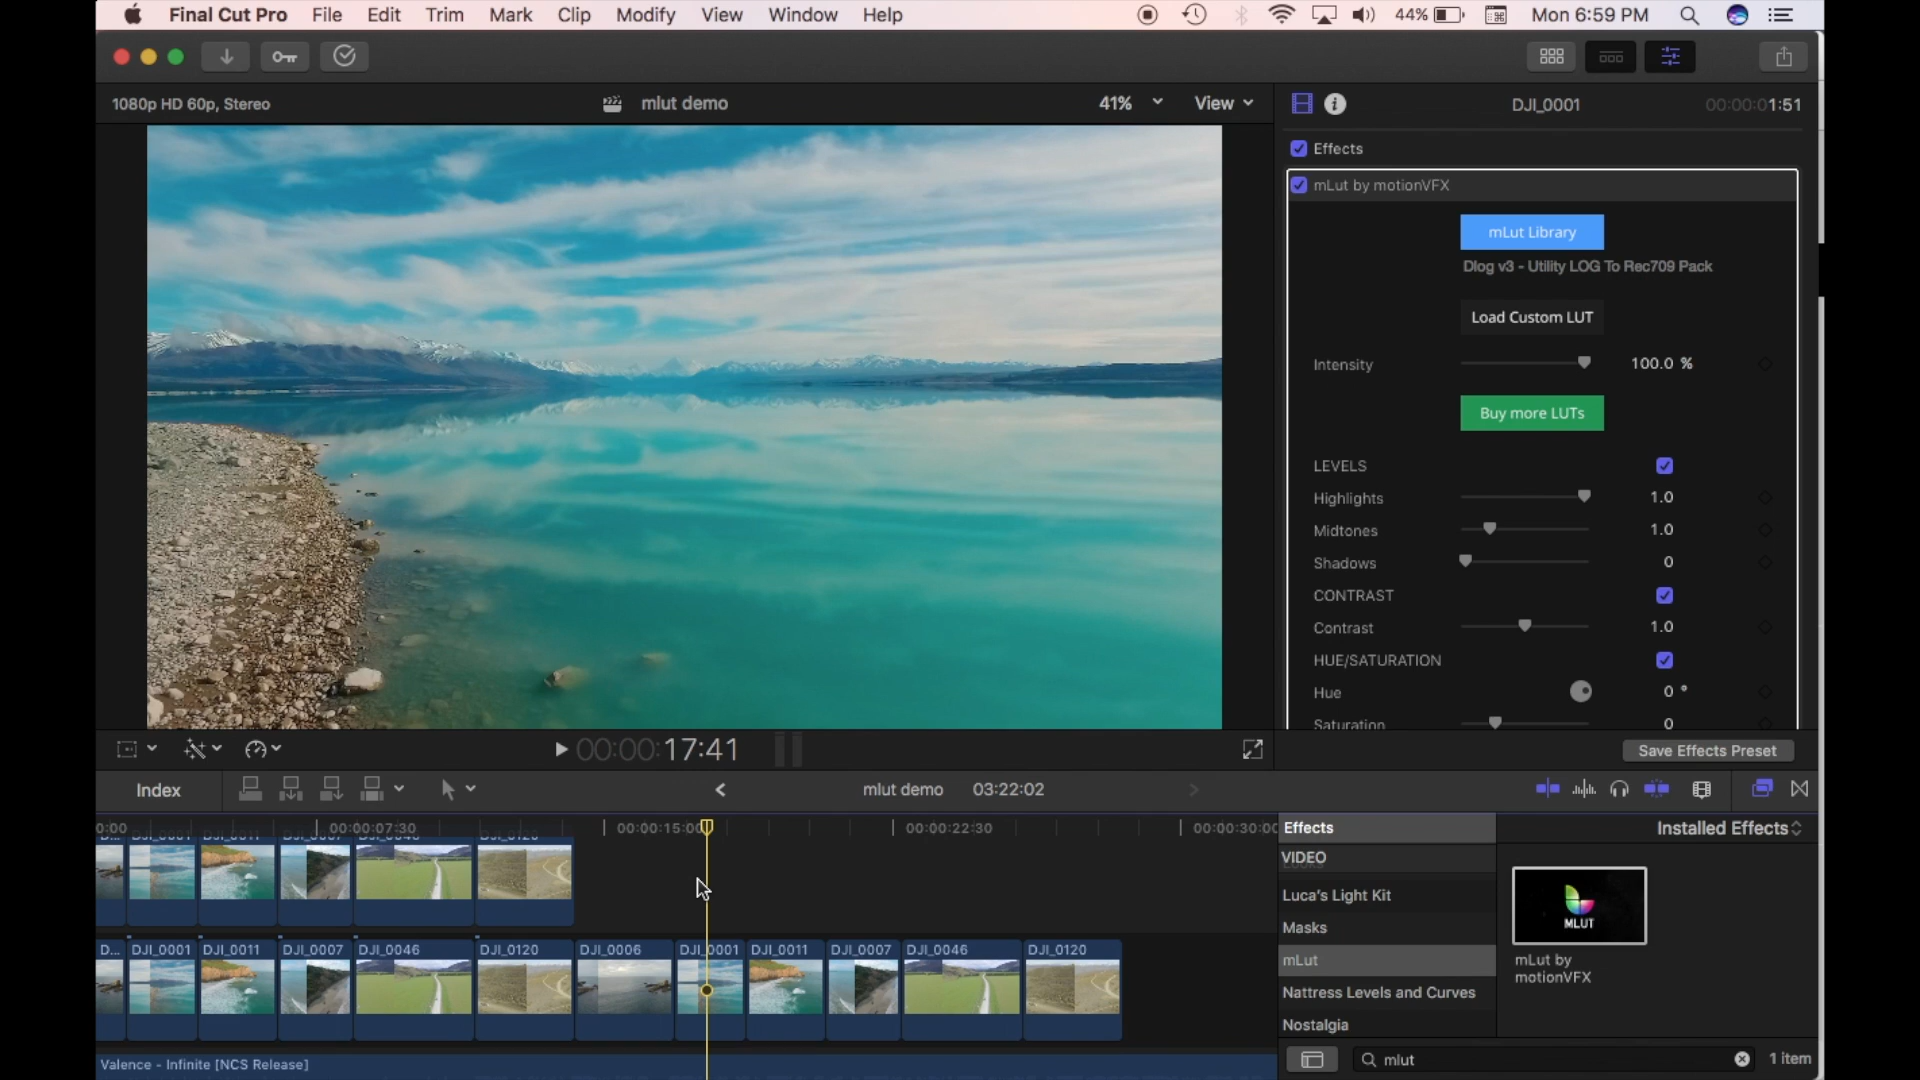 Final Cut Pro File Edit Trim Mark Clip Modify View Window Help 44% Mon 6:59 PM
1080p HD 60p, Stereo mlut demo 41% View DJI_0001 00:00:01:51
Effects
mLut by motionVFX
mLut Library
Dlog v3 - Utility LOG To Rec709 Pack
Load Custom LUT
Intensity 100.0 %
Buy more LUTs
LEVELS
Highlights 1.0
Midtones 1.0
Shadows 0
CONTRAST
Contrast 1.0
HUE/SATURATION
Hue 0 °
Saturation 0
00:00:17:41 Save Effects Preset
Index mlut demo 03:22:02
0:00 00:00:07:30 00:00:15:00 00:00:22:30 00:00:30:00
D... DJI_0001 DJI_0011 DJI_0007 DJI_0046 DJI_0120
D... DJI_0001 DJI_0011 DJI_0007 DJI_0046 DJI_0120 DJI_0006 DJI_0001 DJI_0011 DJI_0007 DJI_0046 DJI_0120
Valence - Infinite [NCS Release]
Effects Installed Effects
VIDEO
Luca's Light Kit
Masks
mLut
Nattress Levels and Curves
Nostalgia
MLUT
mLut by
motionVFX
mlut 1 item